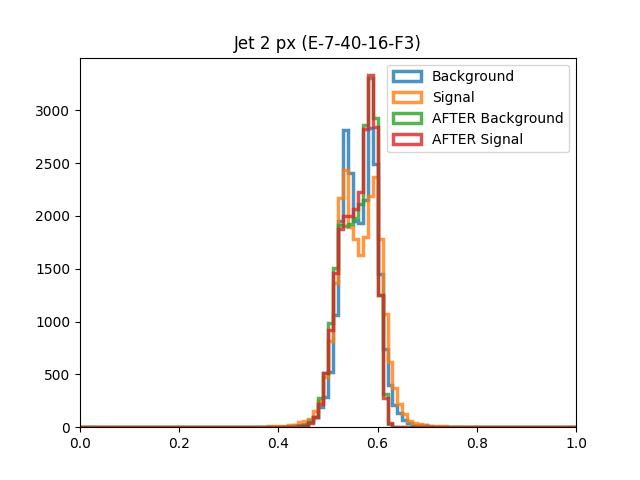 Jet 2 px (E-7-40-16-F3)
Background
Signal
AFTER Background
AFTER Signal
3000
2500
2000
1500
1000
500
0
0.0 0.2 0.4 0.6 0.8 1.0